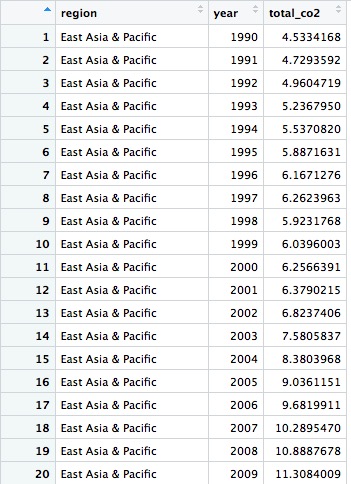 region year total_co2
1 East Asia & Pacific 1990 4.5334168
2 East Asia & Pacific 1991 4.7293592
3 East Asia & Pacific 1992 4.9604719
4 East Asia & Pacific 1993 5.2367950
5 East Asia & Pacific 1994 5.5370820
6 East Asia & Pacific 1995 5.8871631
7 East Asia & Pacific 1996 6.1671276
8 East Asia & Pacific 1997 6.2623963
9 East Asia & Pacific 1998 5.9231768
10 East Asia & Pacific 1999 6.0396003
11 East Asia & Pacific 2000 6.2566391
12 East Asia & Pacific 2001 6.3790215
13 East Asia & Pacific 2002 6.8237406
14 East Asia & Pacific 2003 7.5805837
15 East Asia & Pacific 2004 8.3803968
16 East Asia & Pacific 2005 9.0361151
17 East Asia & Pacific 2006 9.6819911
18 East Asia & Pacific 2007 10.2895470
19 East Asia & Pacific 2008 10.8887678
20 East Asia & Pacific 2009 11.3084009